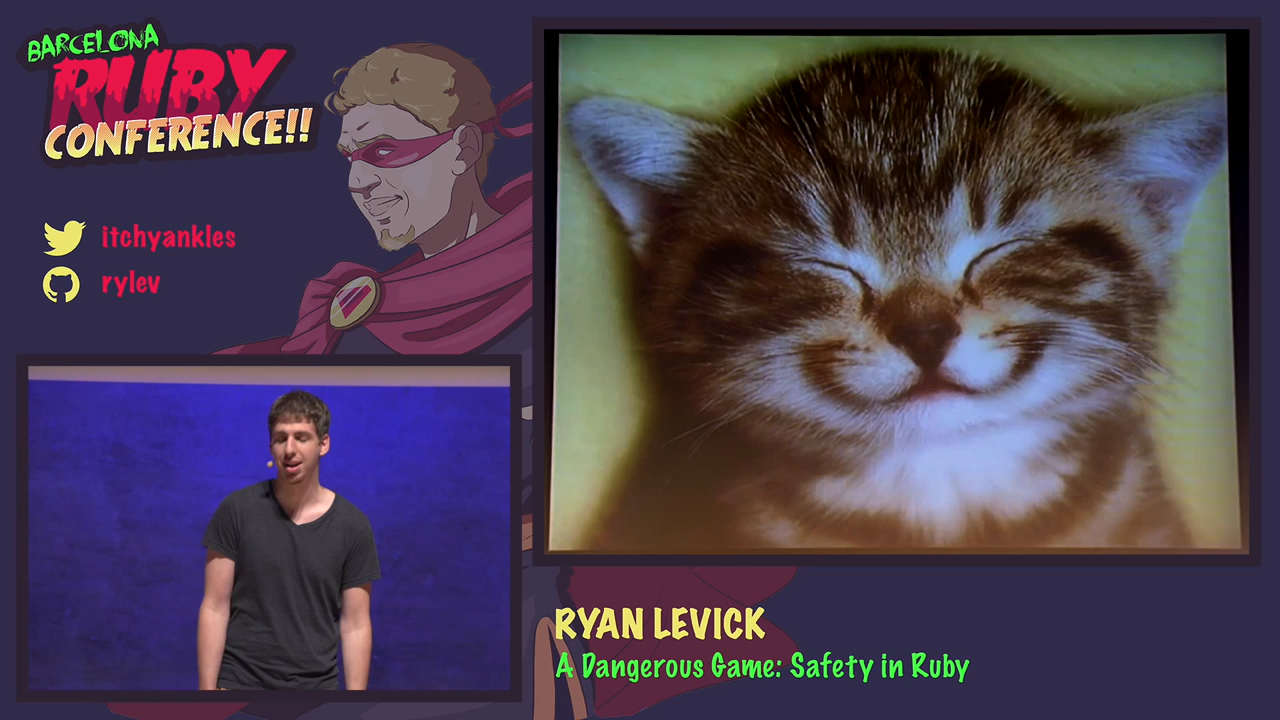 BARCELONA
RUBY
CONFERENCE!!
itchyankles
rylev
RYAN LEVICK
A Dangerous Game: Safety in Ruby